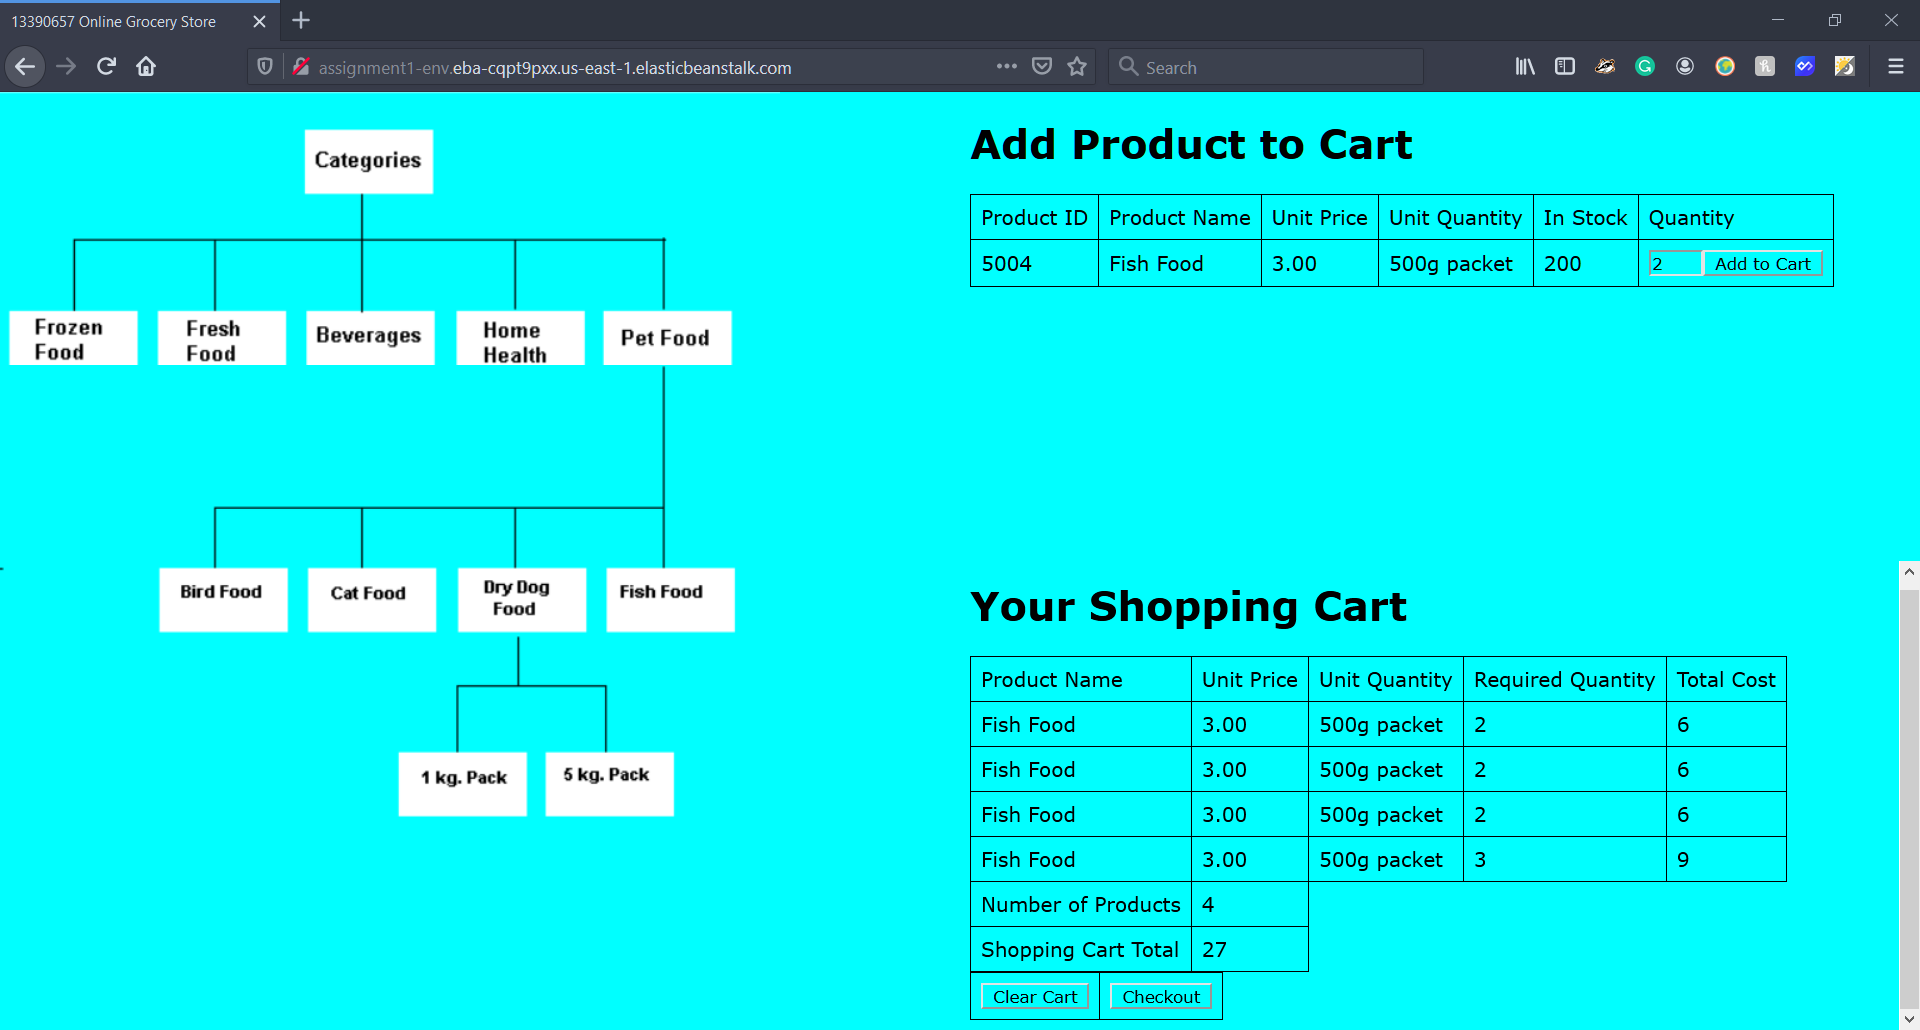 13390657 Online Grocery Store
assignment1-env.eba-cqpt9pxx.us-east-1.elasticbeanstalk.com
Search
Categories
Frozen
Food
Fresh
Food
Beverages
Home
Health
Pet Food
Bird Food
Cat Food
Dry Dog
Food
Fish Food
1 kg. Pack
5 kg. Pack
Add Product to Cart
Product ID Product Name Unit Price Unit Quantity In Stock Quantity
5004 Fish Food 3.00 500g packet 200 2 Add to Cart
Your Shopping Cart
Product Name Unit Price Unit Quantity Required Quantity Total Cost
Fish Food 3.00 500g packet 2 6
Fish Food 3.00 500g packet 2 6
Fish Food 3.00 500g packet 2 6
Fish Food 3.00 500g packet 3 9
Number of Products 4
Shopping Cart Total 27
Clear Cart Checkout